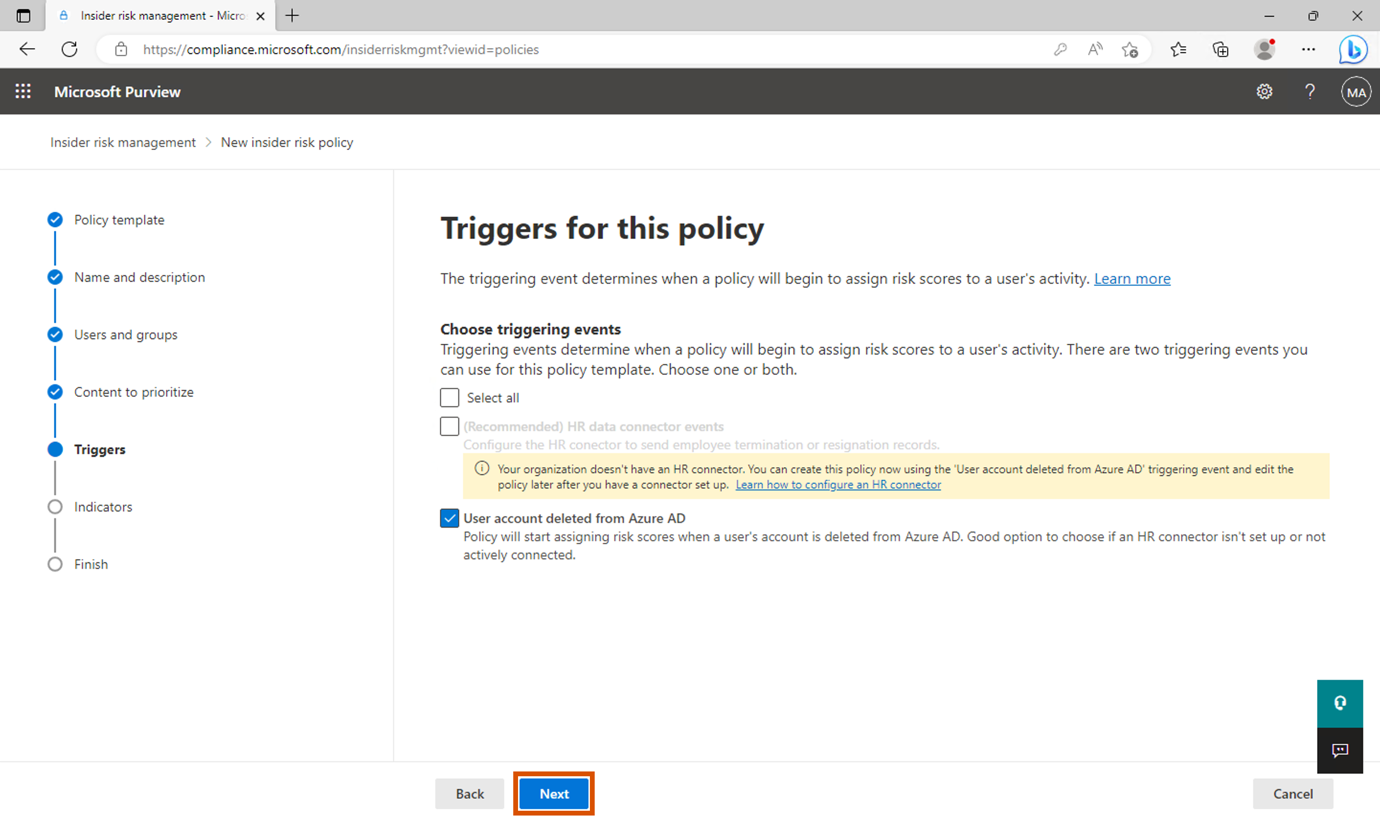 Insider risk management - Micro
https://compliance.microsoft.com/insiderriskmgmt?viewid=policies
Microsoft Purview
MA
Insider risk management > New insider risk policy
Policy template
Name and description
Users and groups
Content to prioritize
Triggers
Indicators
Finish
Triggers for this policy
The triggering event determines when a policy will begin to assign risk scores to a user's activity. Learn more
Choose triggering events
Triggering events determine when a policy will begin to assign risk scores to a user's activity. There are two triggering events you
can use for this policy template. Choose one or both.
Select all
(Recommended) HR data connector events
Configure the HR conector to send employee termination or resignation records.
Your organization doesn't have an HR connector. You can create this policy now using the 'User account deleted from Azure AD' triggering event and edit the
policy later after you have a connector set up. Learn how to configure an HR connector
User account deleted from Azure AD
Policy will start assigning risk scores when a user's account is deleted from Azure AD. Good option to choose if an HR connector isn't set up or not
actively connected.
Back
Next
Cancel